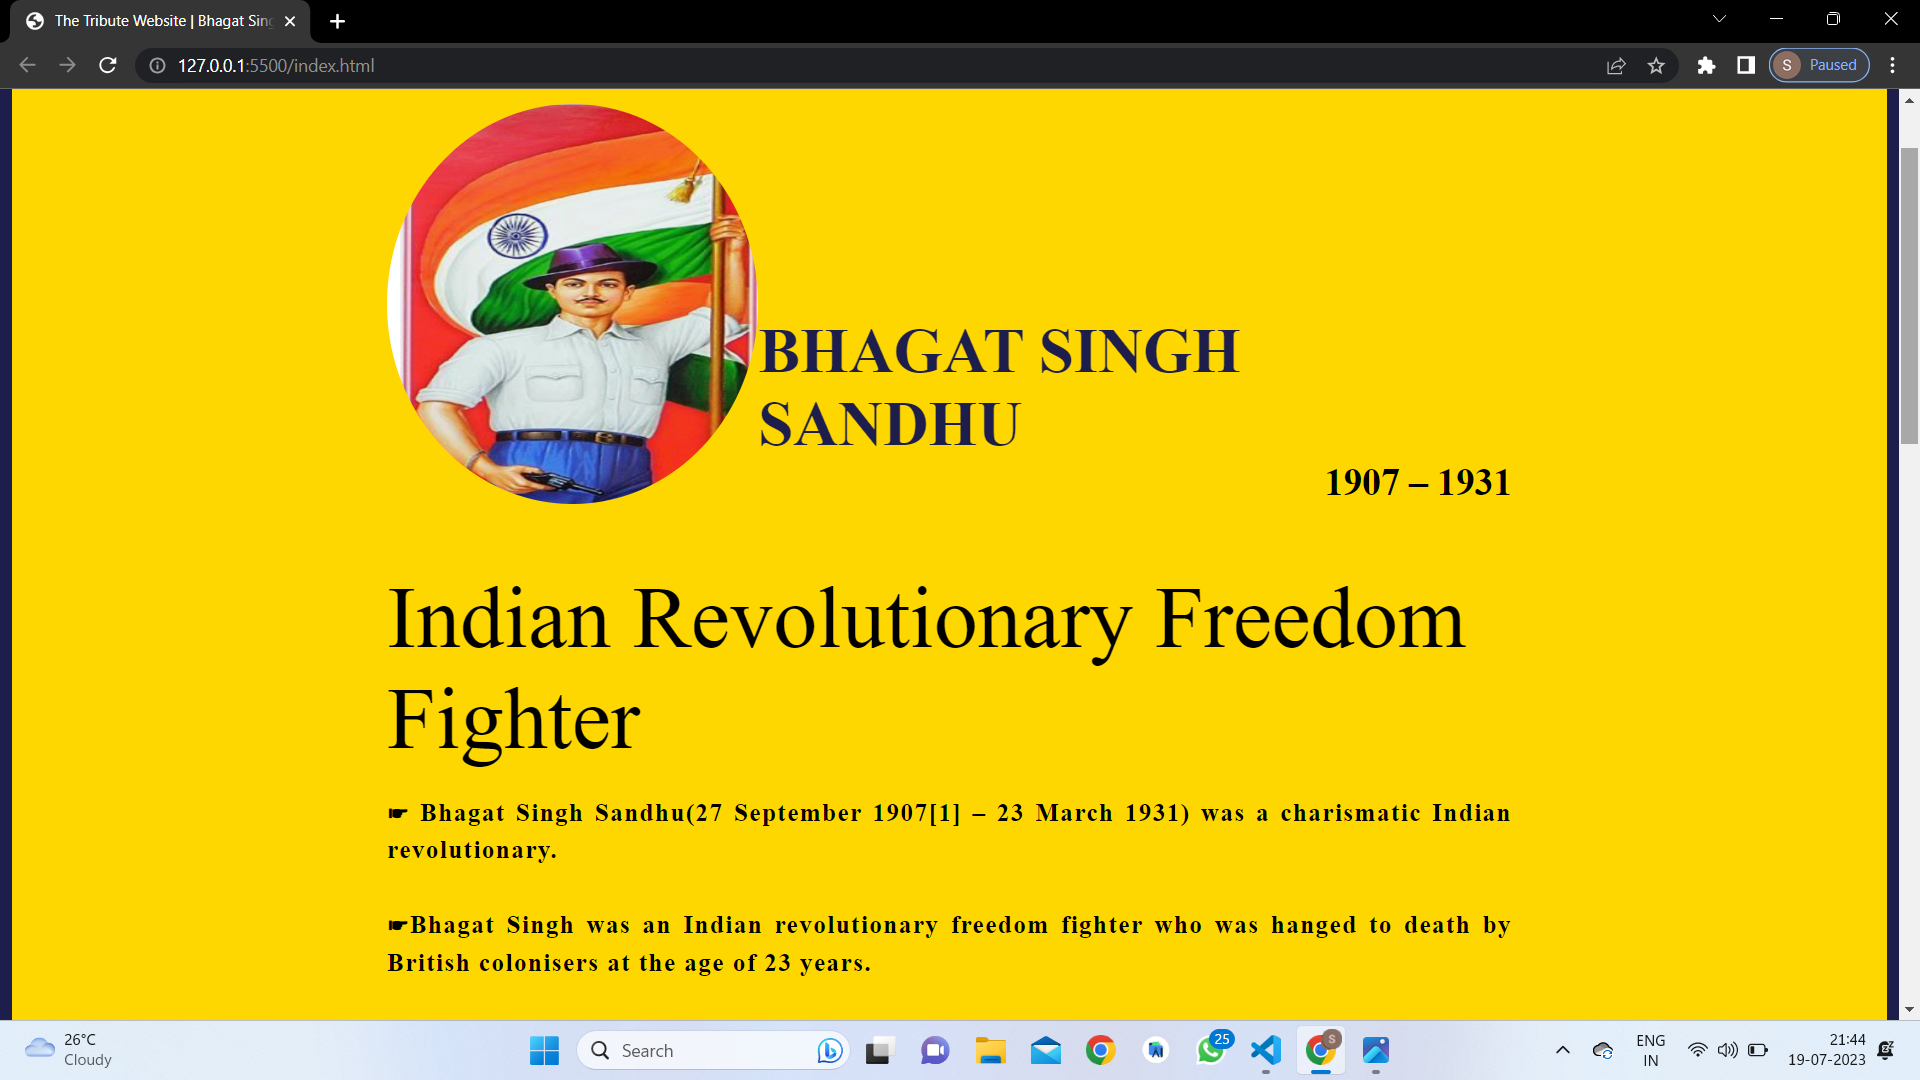 The Tribute Website | Bhagat Sing
127.0.0.1:5500/index.html
S Paused
BHAGAT SINGH
SANDHU
1907 – 1931
Indian Revolutionary Freedom
Fighter
☛ Bhagat Singh Sandhu(27 September 1907[1] – 23 March 1931) was a charismatic Indian
revolutionary.
☛Bhagat Singh was an Indian revolutionary freedom fighter who was hanged to death by
British colonisers at the age of 23 years.
26°C
Cloudy
Search
25
S
ENG
IN
21:44
19-07-2023